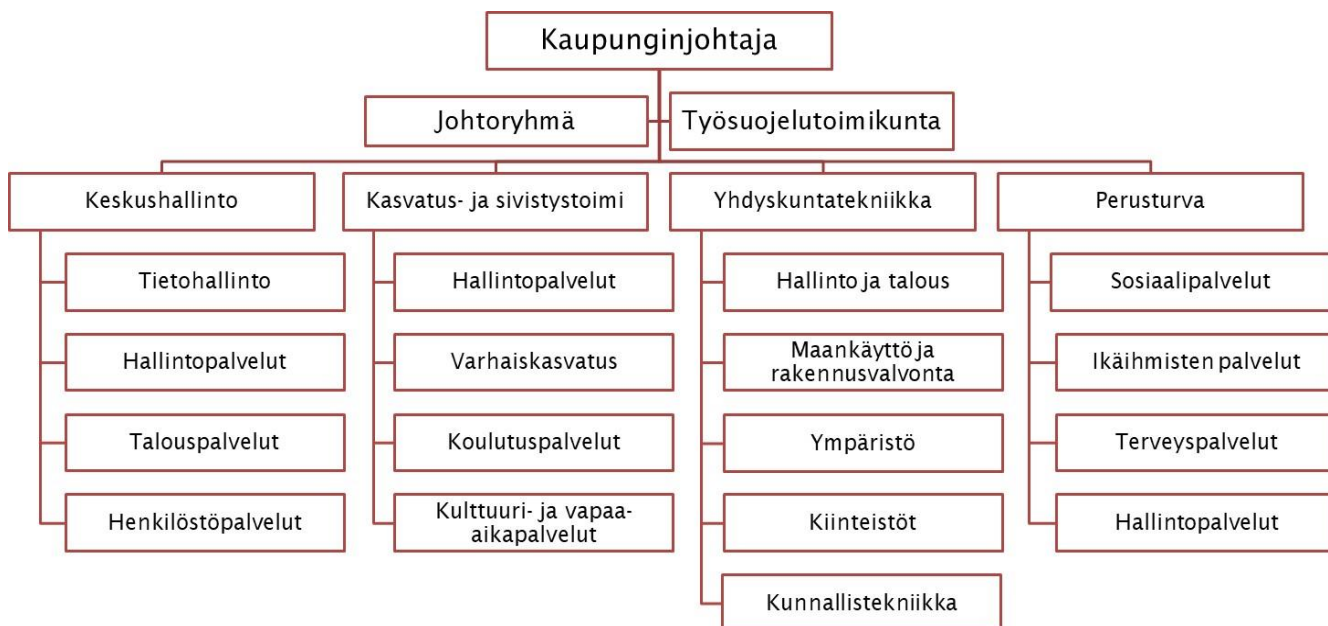 Kaupunginjohtaja
Johtoryhmä
Työsuojelutoimikunta
Keskushallinto
Tietohallinto
Hallintopalvelut
Talouspalvelut
Henkilöstöpalvelut
Kasvatus- ja sivistystoimi
Hallintopalvelut
Varhaiskasvatus
Koulutuspalvelut
Kulttuuri- ja vapaa-
aikapalvelut
Yhdyskuntatekniikka
Hallinto ja talous
Maankäyttö ja
rakennusvalvonta
Ympäristö
Kiinteistöt
Kunnallistekniikka
Perusturva
Sosiaalipalvelut
Ikäihmisten palvelut
Terveyspalvelut
Hallintopalvelut